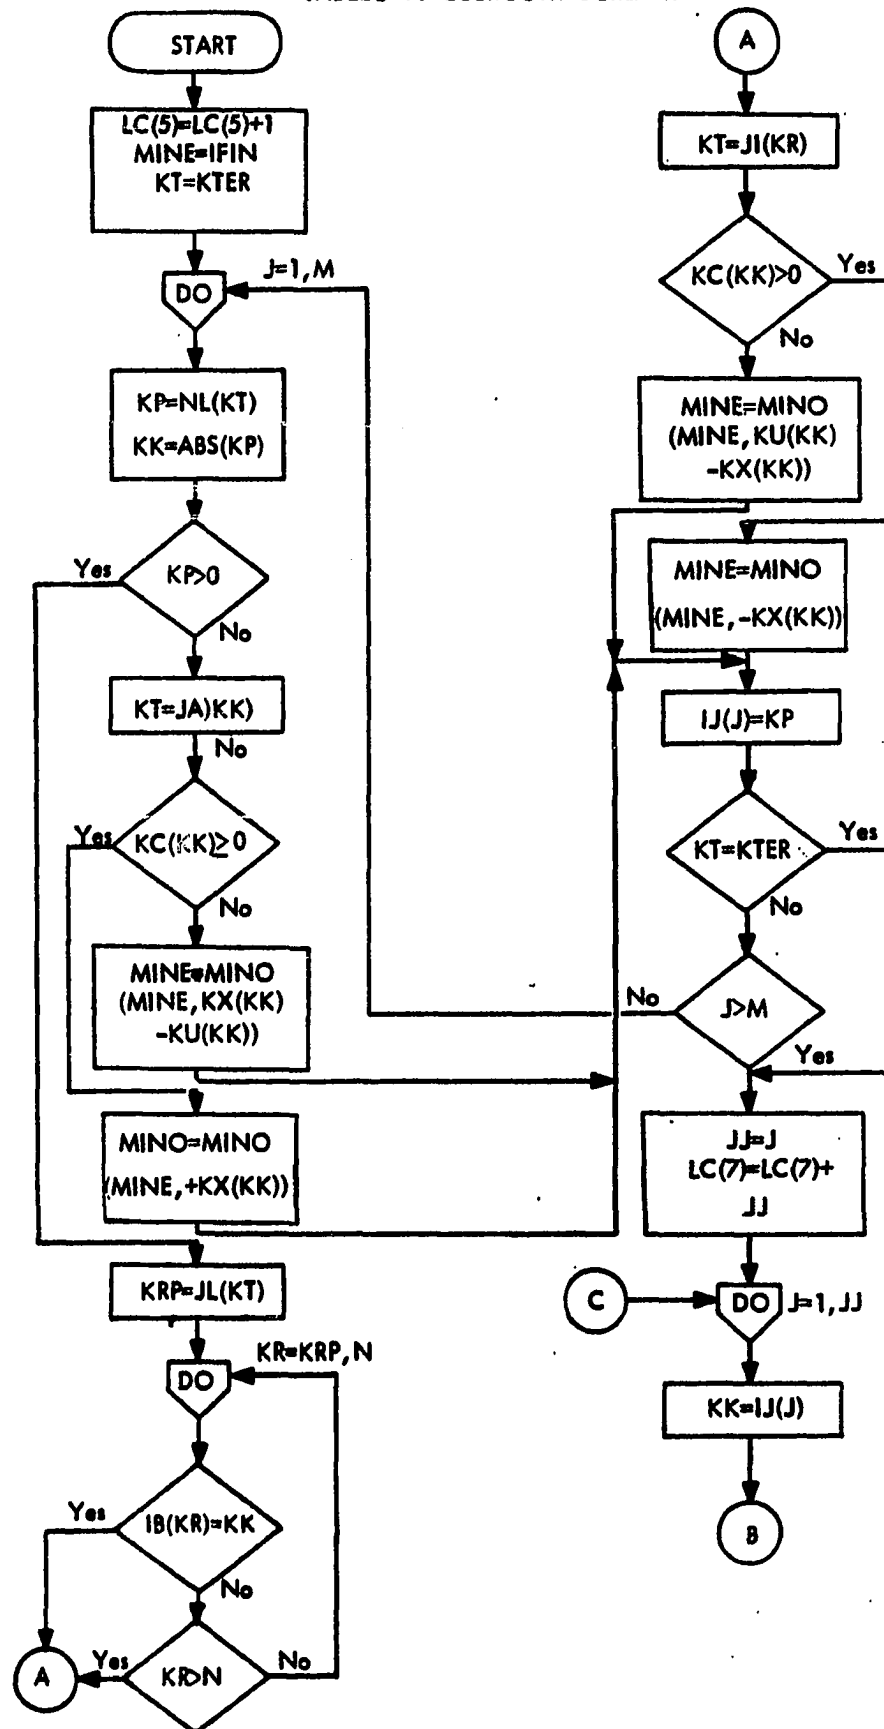 START
LC(5)=LC(5)+1
MINE=IFIN
KT=KTER
J=1,M
DO
KP=NL(KT)
KK=ABS(KP)
Yes
KP>0
No
KT=JA)KK)
No
Yes
KC(KK)≥0
No
MINE=MINO
(MINE,KX(KK)
-KU(KK))
MINO=MINO
(MINE,+KX(KK))
KRP=JL(KT)
KR=KRP,N
DO
Yes
IB(KR)=KK
No
A
Yes
KR>N
No
A
KT=JI(KR)
KC(KK)>0
Yes
No
MINE=MINO
(MINE,KU(KK)
-KX(KK))
MINE=MINO
(MINE,-KX(KK))
IJ(J)=KP
KT=KTER
Yes
No
No
J>M
Yes
JJ=J
LC(7)=LC(7)+
JJ
C
DO
J=1,JJ
KK=IJ(J)
B